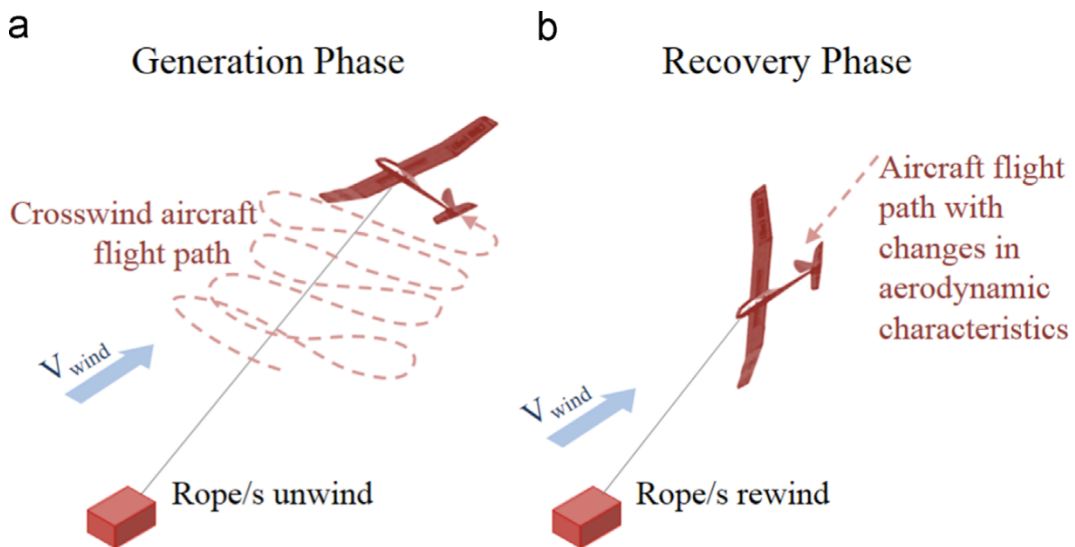 a
Generation Phase
Crosswind aircraft
flight path
V wind
Rope/s unwind
b
Recovery Phase
Aircraft flight
path with
changes in
aerodynamic
characteristics
V wind
Rope/s rewind